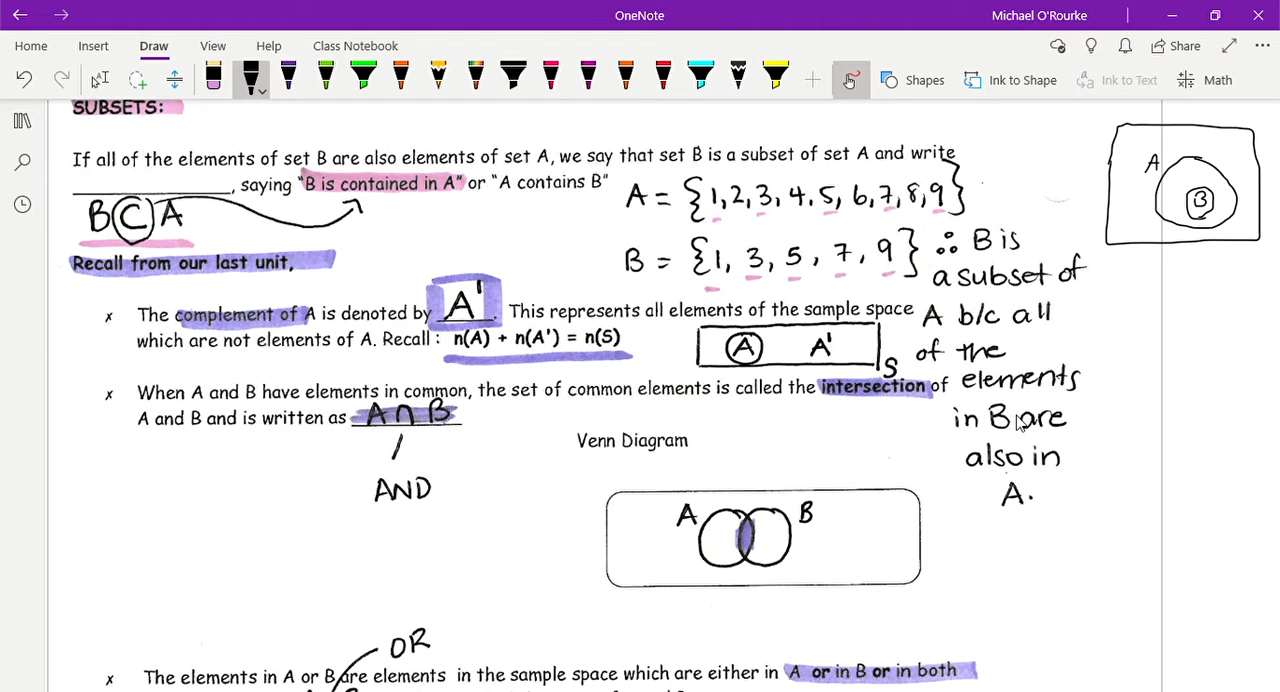 OneNote
Michael O'Rourke
Home Insert Draw View Help Class Notebook
Share
Shapes Ink to Shape Ink to Text Math
SUBSETS:
If all of the elements of set B are also elements of set A, we say that set B is a subset of set A and write
____________________, saying "B is contained in A" or "A contains B"
B⊂A
A = {1,2,3,4,5,6,7,8,9}
B = {1, 3, 5, 7, 9} ∴ B is
a subset of
A b/c all
of the
elements
in B are
also in
A.
A
B
Recall from our last unit,
x The complement of A is denoted by A'. This represents all elements of the sample space
which are not elements of A. Recall: n(A) + n(A') = n(S)
A A' S
x When A and B have elements in common, the set of common elements is called the intersection of
A and B and is written as A∩B
AND
Venn Diagram
A B
OR
x The elements in A or B are elements in the sample space which are either in A or in B or in both